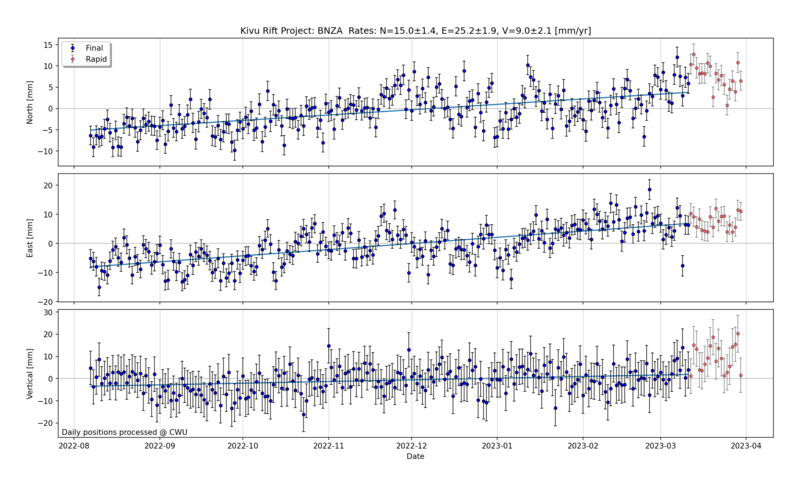 Kivu Rift Project: BNZA  Rates: N=15.0±1.4, E=25.2±1.9, V=9.0±2.1 [mm/yr]
Final
Rapid
15
10
5
0
−5
−10
North [mm]
20
10
0
−10
−20
East [mm]
30
20
10
0
−10
−20
Vertical [mm]
Daily positions processed @ CWU
2022-08 2022-09 2022-10 2022-11 2022-12 2023-01 2023-02 2023-03 2023-04
Date